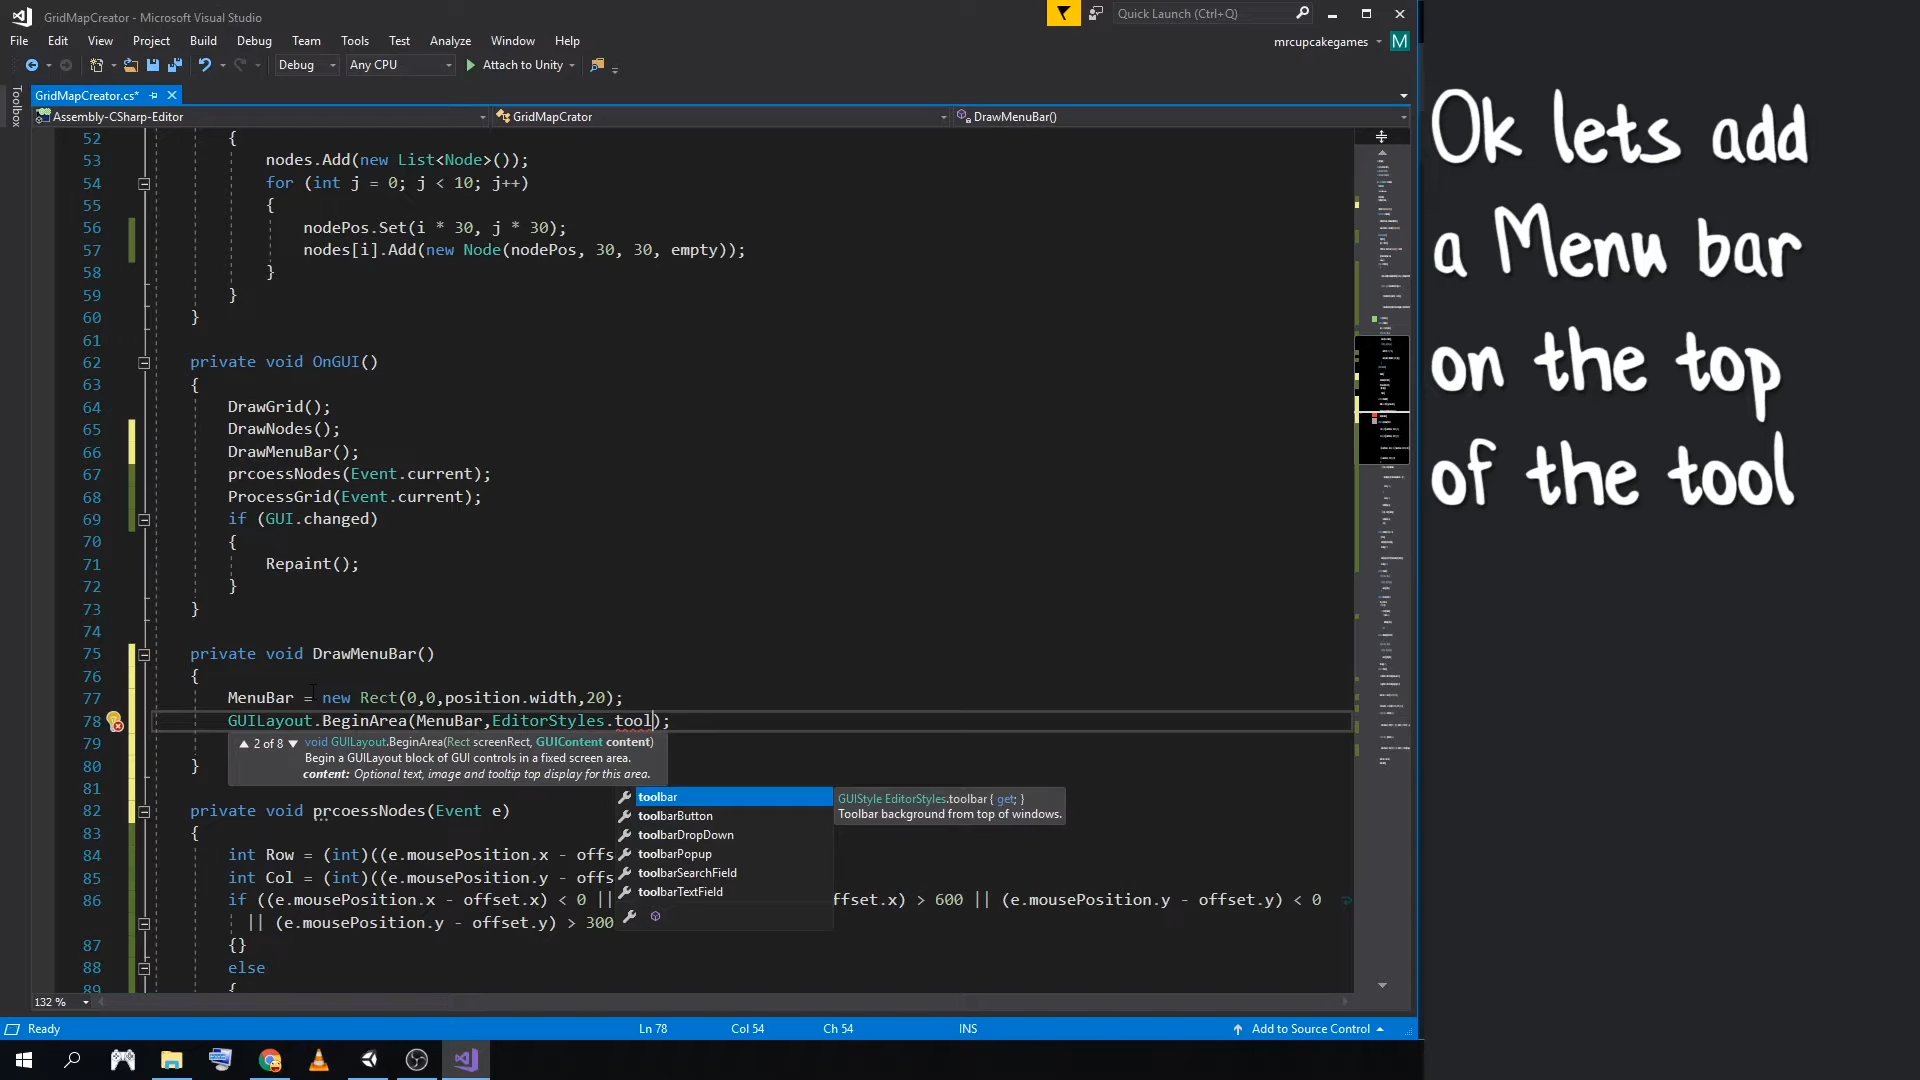 GridMapCreator - Microsoft Visual Studio
Quick Launch (Ctrl+Q)
File Edit View Project Build Debug Team Tools Test Analyze Window Help
mrcupcakegames M
Debug Any CPU Attach to Unity
Toolbox
GridMapCreator.cs*
Assembly-CSharp-Editor GridMapCrator DrawMenuBar()
52 {
53 nodes.Add(new List<Node>());
54 for (int j = 0; j < 10; j++)
55 {
56 nodePos.Set(i * 30, j * 30);
57 nodes[i].Add(new Node(nodePos, 30, 30, empty));
58 }
59 }
60 }
61
62 private void OnGUI()
63 {
64 DrawGrid();
65 DrawNodes();
66 DrawMenuBar();
67 prcoessNodes(Event.current);
68 ProcessGrid(Event.current);
69 if (GUI.changed)
70 {
71 Repaint();
72 }
73 }
74
75 private void DrawMenuBar()
76 {
77 MenuBar = new Rect(0,0,position.width,20);
78 GUILayout.BeginArea(MenuBar,EditorStyles.tool);
79 ▲ 2 of 8 ▼ void GUILayout.BeginArea(Rect screenRect, GUIContent content)
Begin a GUILayout block of GUI controls in a fixed screen area.
content: Optional text, image and tooltip top display for this area.
80 }
81
toolbar
toolbarButton
toolbarDropDown
toolbarPopup
toolbarSearchField
toolbarTextField
GUIStyle EditorStyles.toolbar { get; }
Toolbar background from top of windows.
82 private void prcoessNodes(Event e)
83 {
84 int Row = (int)((e.mousePosition.x - offs
85 int Col = (int)((e.mousePosition.y - offs
86 if ((e.mousePosition.x - offset.x) < 0 || ffset.x) > 600 || (e.mousePosition.y - offset.y) < 0
|| (e.mousePosition.y - offset.y) > 300
87 {}
88 else
89 {
132 %
Ready Ln 78 Col 54 Ch 54 INS Add to Source Control
Ok lets add
a Menu bar
on the top
of the tool